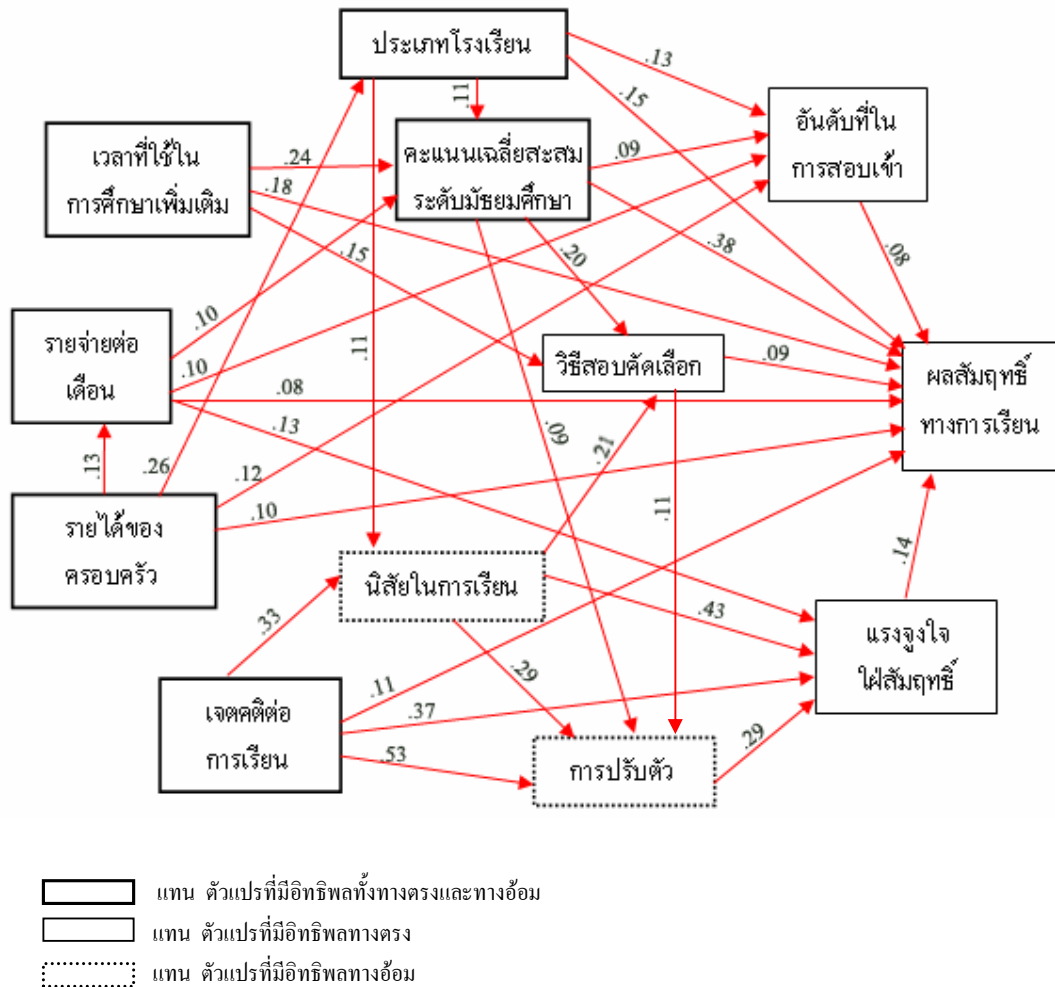 ประเภทโรงเรียน
.13
.15
.11
อันดับที่ใน
การสอบเข้า
เวลาที่ใช้ใน
การศึกษาเพิ่มเติม
.24
.18
.15
คะแนนเฉลี่ยสะสม
ระดับมัธยมศึกษา
.09
.38
.20
.08
รายจ่ายต่อ
เดือน
.10
.10
.11
.08
.13
วิธีสอบคัดเลือก
.09
ผลสัมฤทธิ์
ทางการเรียน
.13
.26
.12
.10
.09
.21
.11
รายได้ของ
ครอบครัว
นิสัยในการเรียน
.43
.14
.33
.29
แรงจูงใจ
ใฝ่สัมฤทธิ์
เจตคติต่อ
การเรียน
.11
.37
.53
การปรับตัว
.29
แทน ตัวแปรที่มีอิทธิพลทั้งทางตรงและทางอ้อม
แทน ตัวแปรที่มีอิทธิพลทางตรง
แทน ตัวแปรที่มีอิทธิพลทางอ้อม